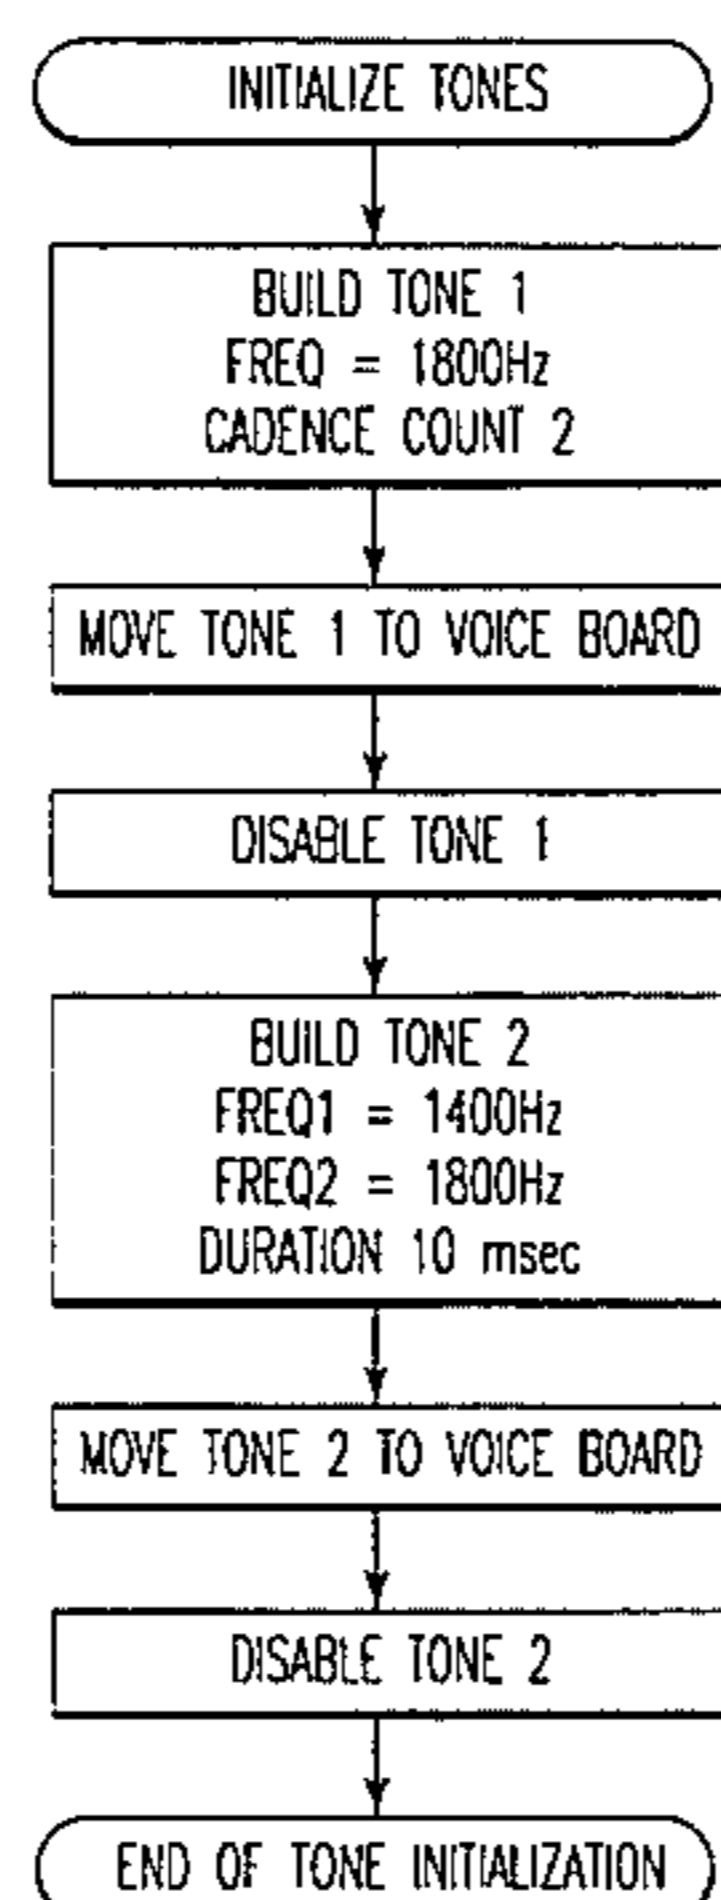 INITIALIZE TONES
BUILD TONE 1
FREQ = 1800Hz
CADENCE COUNT 2
MOVE TONE 1 TO VOICE BOARD
DISABLE TONE 1
BUILD TONE 2
FREQ1 = 1400Hz
FREQ2 = 1800Hz
DURATION 10 msec
MOVE TONE 2 TO VOICE BOARD
DISABLE TONE 2
END OF TONE INITIALIZATION